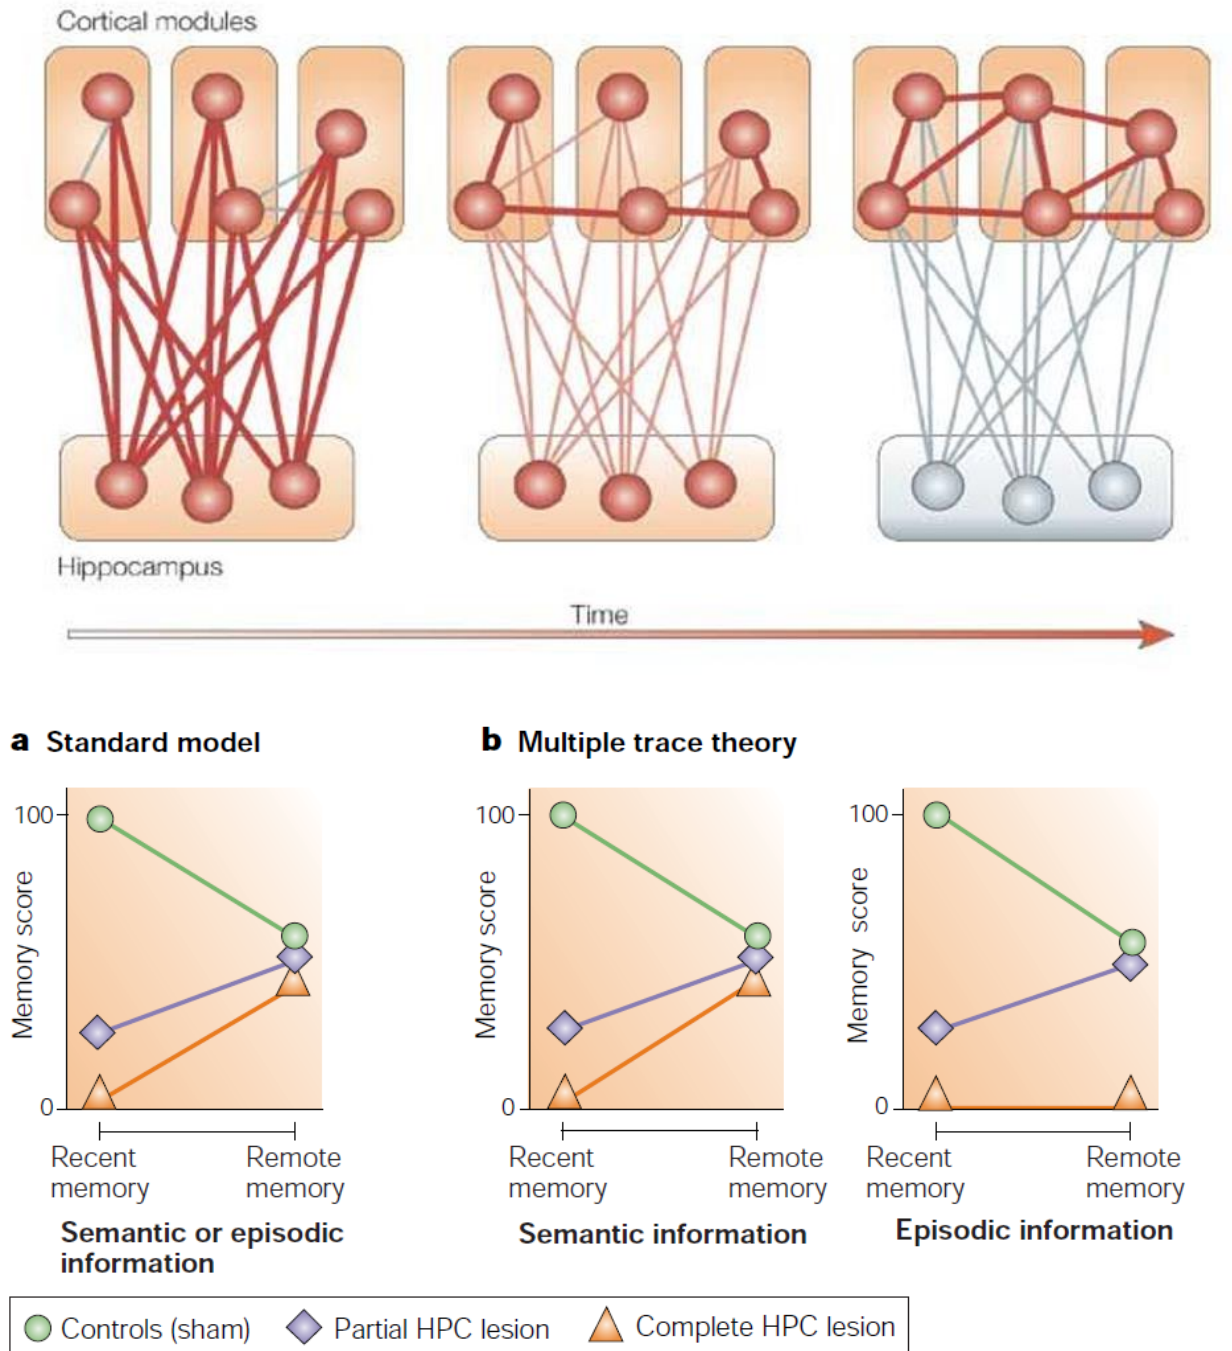 Cortical modules
Hippocampus
Time
a Standard model
b Multiple trace theory
100
Memory score
0
Recent memory
Remote memory
Semantic or episodic information
100
Memory score
0
Recent memory
Remote memory
Semantic information
100
Memory score
0
Recent memory
Remote memory
Episodic information
Controls (sham)
Partial HPC lesion
Complete HPC lesion